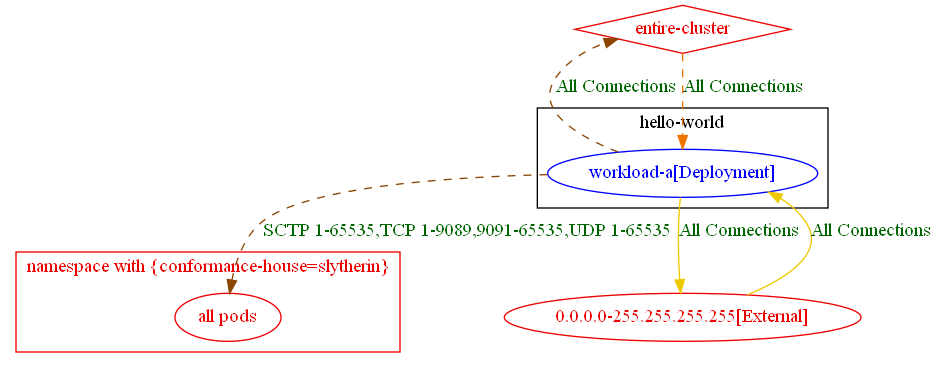 entire-cluster
All Connections
All Connections
hello-world
workload-a[Deployment]
SCTP 1-65535,TCP 1-9089,9091-65535,UDP 1-65535
All Connections
All Connections
namespace with {conformance-house=slytherin}
all pods
0.0.0.0-255.255.255.255[External]